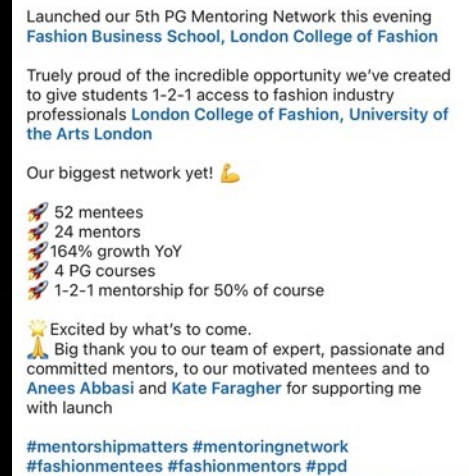 Launched our 5th PG Mentoring Network this evening
Fashion Business School, London College of Fashion
Truely proud of the incredible opportunity we've created
to give students 1-2-1 access to fashion industry
professionals London College of Fashion, University of
the Arts London
Our biggest network yet! 💪
🚀 52 mentees
🚀 24 mentors
🚀 164% growth YoY
🚀 4 PG courses
🚀 1-2-1 mentorship for 50% of course
🌟 Excited by what's to come.
🙏 Big thank you to our team of expert, passionate and
committed mentors, to our motivated mentees and to
Anees Abbasi and Kate Faragher for supporting me
with launch
#mentorshipmatters #mentoringnetwork
#fashionmentees #fashionmentors #ppd